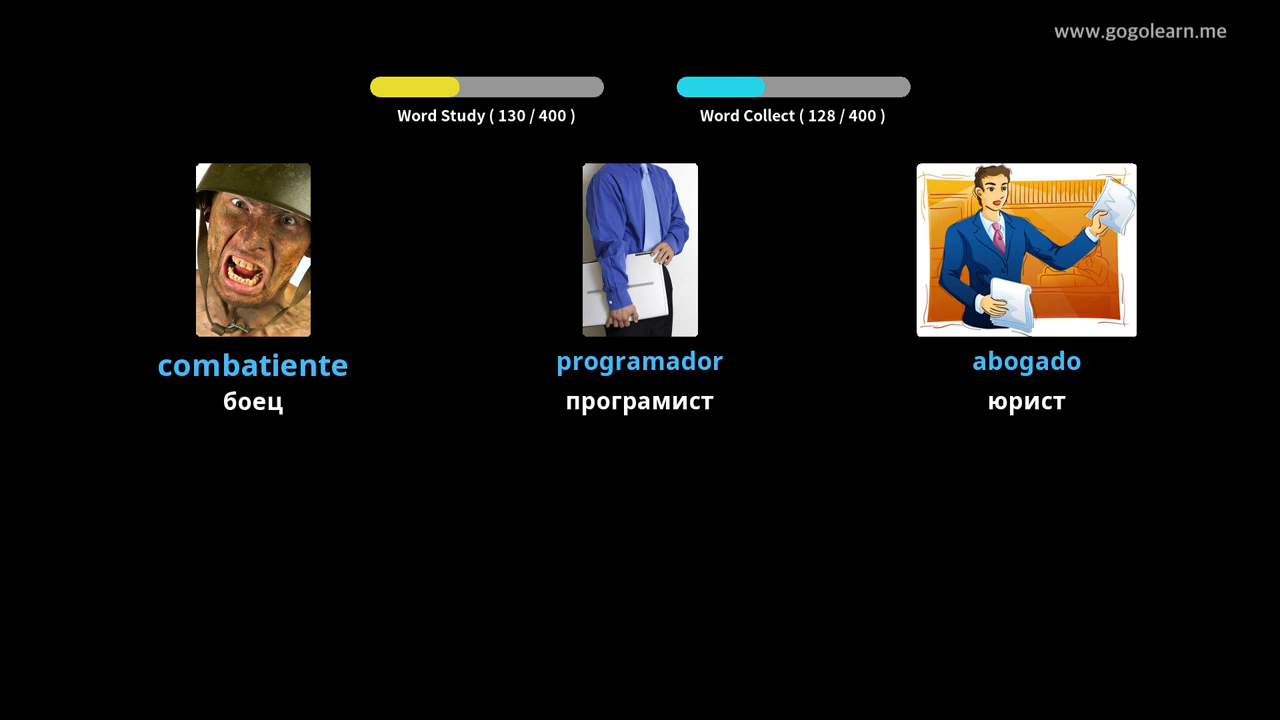 www.gogolearn.me
Word Study ( 130 / 400 )
Word Collect ( 128 / 400 )
combatiente
programador
abogado
боец
програмист
юрист